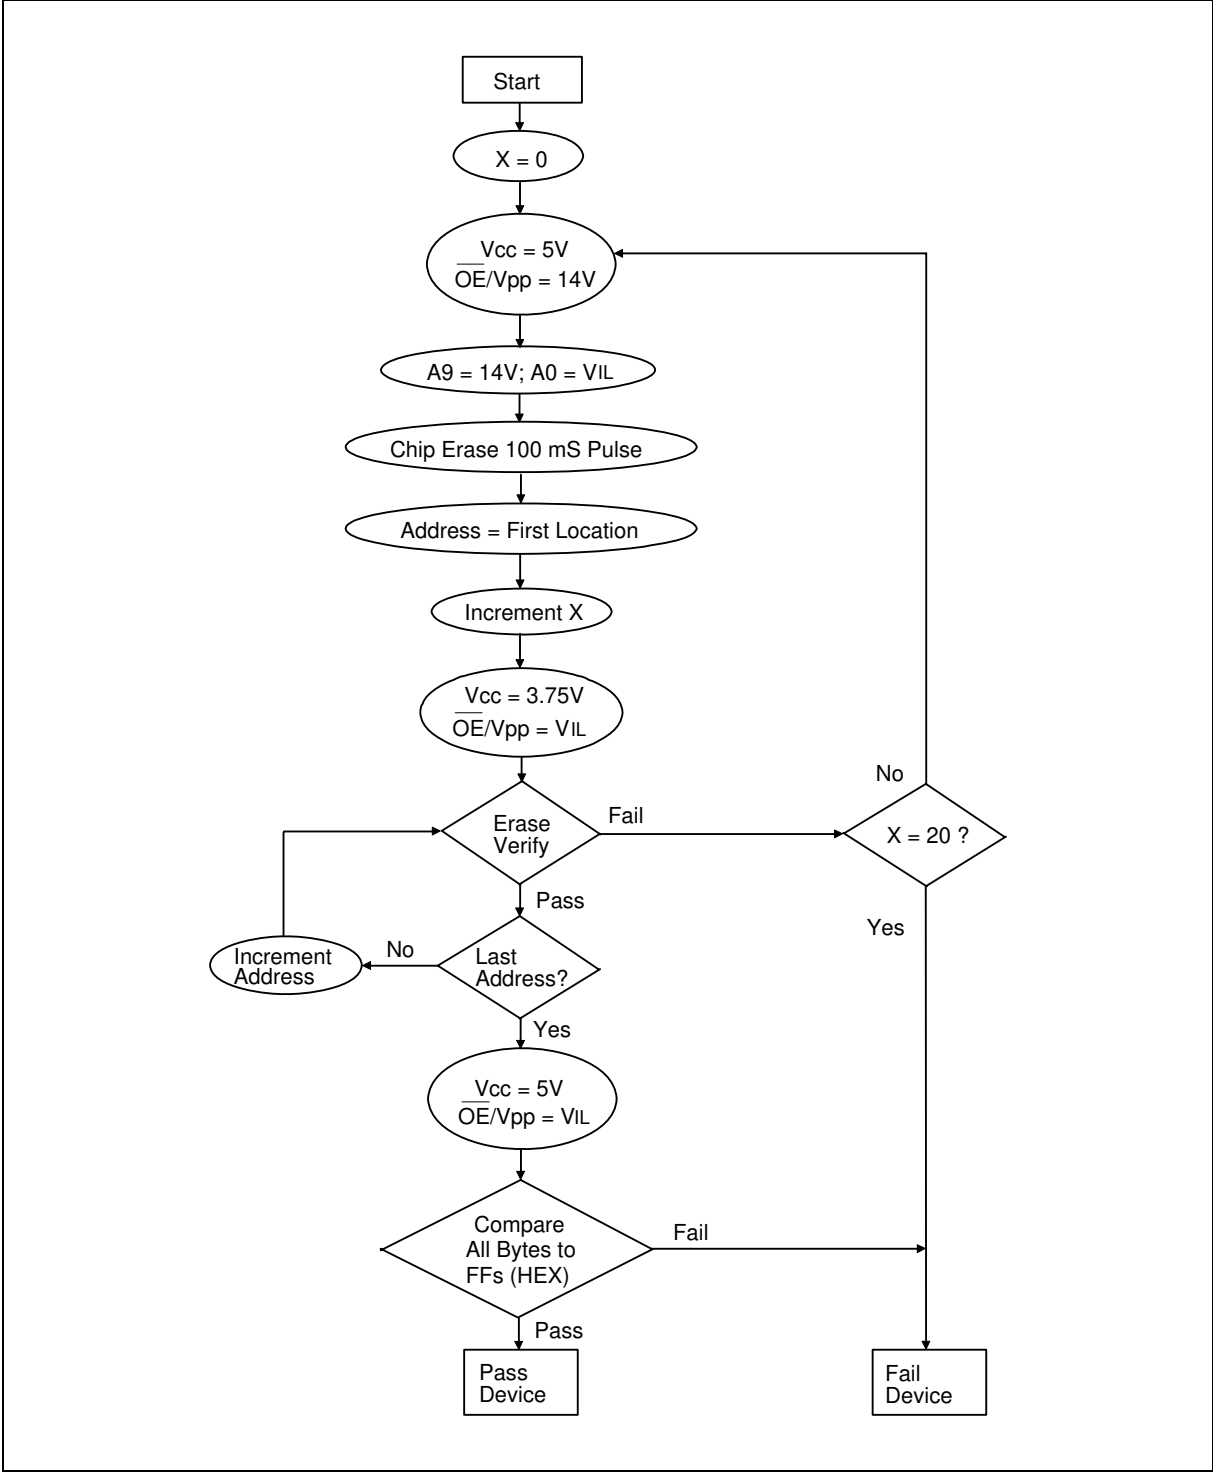 Start
X = 0
Vcc = 5V
OE/Vpp = 14V
A9 = 14V; A0 = VIL
Chip Erase 100 mS Pulse
Address = First Location
Increment X
Vcc = 3.75V
OE/Vpp = VIL
No
Erase
Verify
Fail
X = 20 ?
Pass
Yes
Increment
Address
No
Last
Address?
Yes
Vcc = 5V
OE/Vpp = VIL
Compare
All Bytes to
FFs (HEX)
Fail
Pass
Pass
Device
Fail
Device